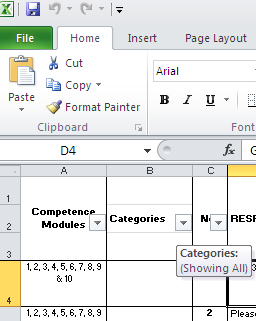 File Home Insert Page Layout
Cut
Copy
Paste
Format Painter
Clipboard
Arial
B I U
Font
D4 fx
A B C
1
Competence Modules Categories RESP
2
3
Categories:
(Showing All)
1, 2, 3, 4, 5, 6, 7, 8, 9 & 10
4
1, 2, 3, 4, 5, 6, 7, 8, 9 2 Please